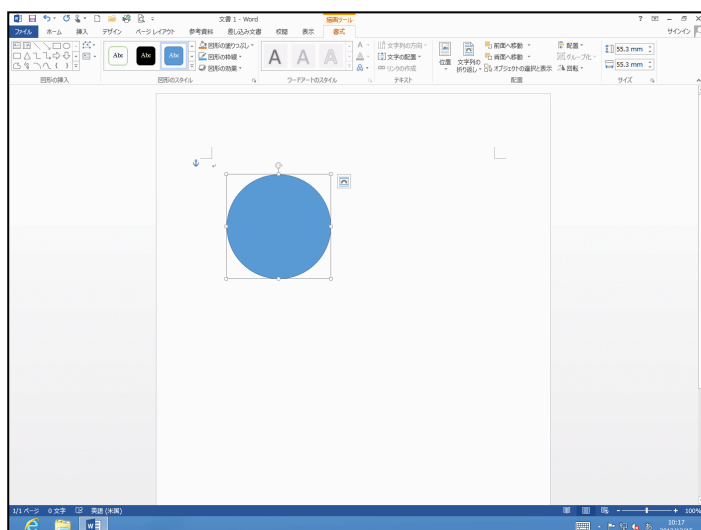 文書 1 - Word
描画ツール
ファイル ホーム 挿入 デザイン ページ レイアウト 参考資料 差し込み文書 校閲 表示 書式 サインイン
Abc Abc Abc
図形の塗りつぶし
図形の枠線
図形の効果
A A A
A
A
A
文字列の方向
文字の配置
リンクの作成
位置
文字列の
折り返し
前面へ移動
背面へ移動
オブジェクトの選択と表示
配置
グループ化
回転
55.3 mm
55.3 mm
図形の挿入 図形のスタイル ワードアートのスタイル テキスト 配置 サイズ
1/1 ページ 0 文字 英語 (米国) 100%
10:17